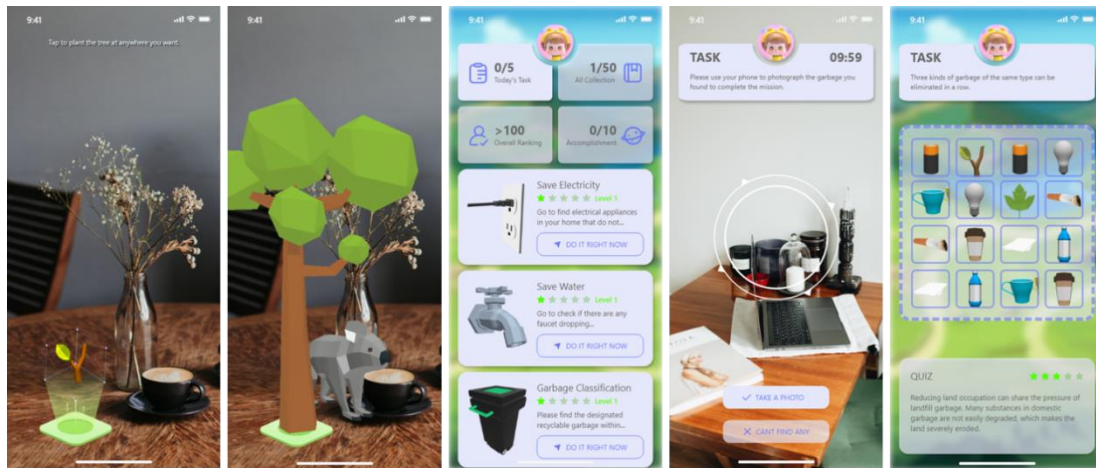 9:41
Tap to plant the tree at anywhere you want.
9:41
9:41
0/5
Today's Task
1/50
All Collection
>100
Overall Ranking
0/10
Accomplishment
Save Electricity
Level 1
Go to find electrical appliances
in your home that do not...
DO IT RIGHT NOW
Save Water
Level 1
Go to check if there are any
faucet dropping...
DO IT RIGHT NOW
Garbage Classification
Level 1
Please find the designated
recyclable garbage within...
DO IT RIGHT NOW
9:41
TASK
09:59
Please use your phone to photograph the garbage you
found to complete the mission.
TAKE A PHOTO
CANT FIND ANY
9:41
TASK
Three kinds of garbage of the same type can be
eliminated in a row.
QUIZ
Reducing land occupation can share the pressure of
landfill garbage. Many substances in domestic
garbage are not easily degraded, which makes the
land severely eroded.